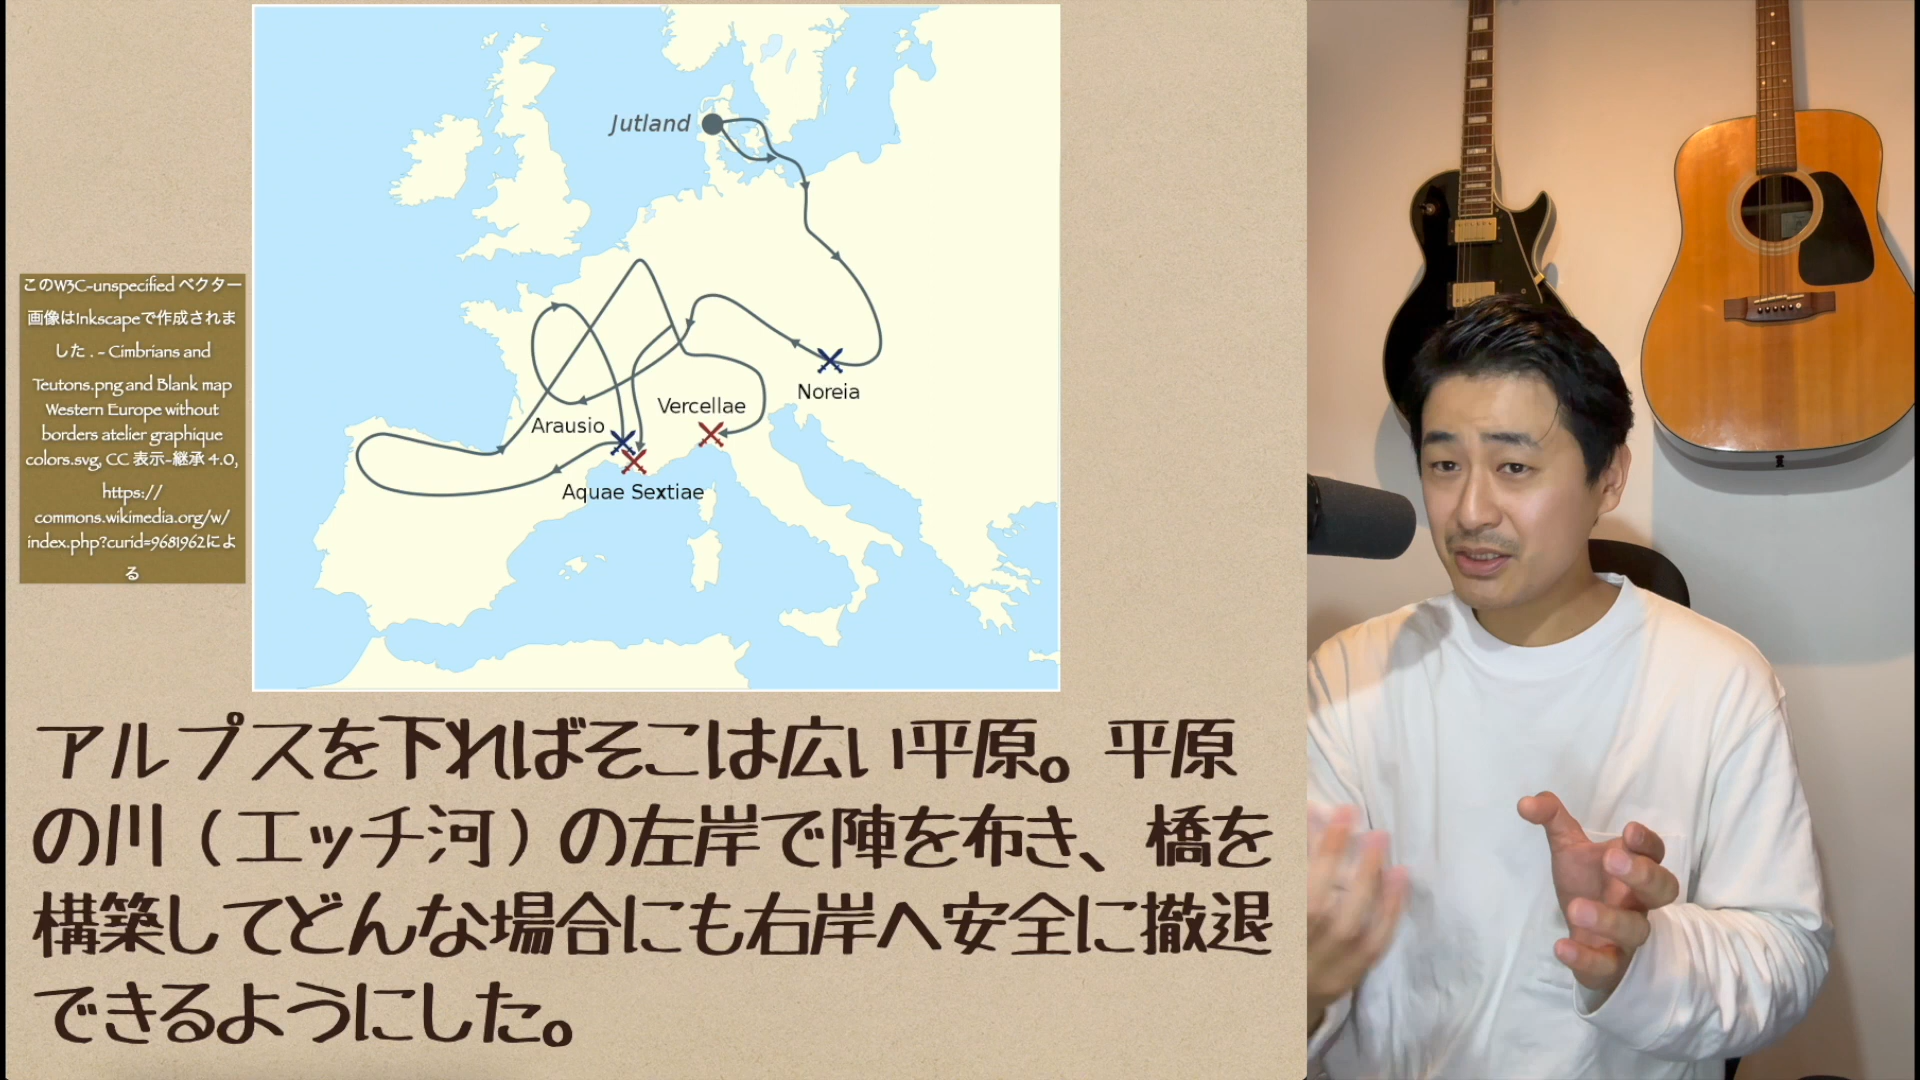 このW3C-unspecified ベクター
画像はInkscapeで作成されま
した . - Cimbrians and
Teutons.png and Blank map
Western Europe without
borders atelier graphique
colors.svg, CC 表示-継承 4.0,
https://
commons.wikimedia.org/w/
index.php?curid=9681962によ
る
Jutland
Noreia
Vercellae
Arausio
Aquae Sextiae
アルプスを下ればそこは広い平原。平原
の川（エッチ河）の左岸で陣を布き、橋を
構築してどんな場合にも右岸へ安全に撤退
できるようにした。